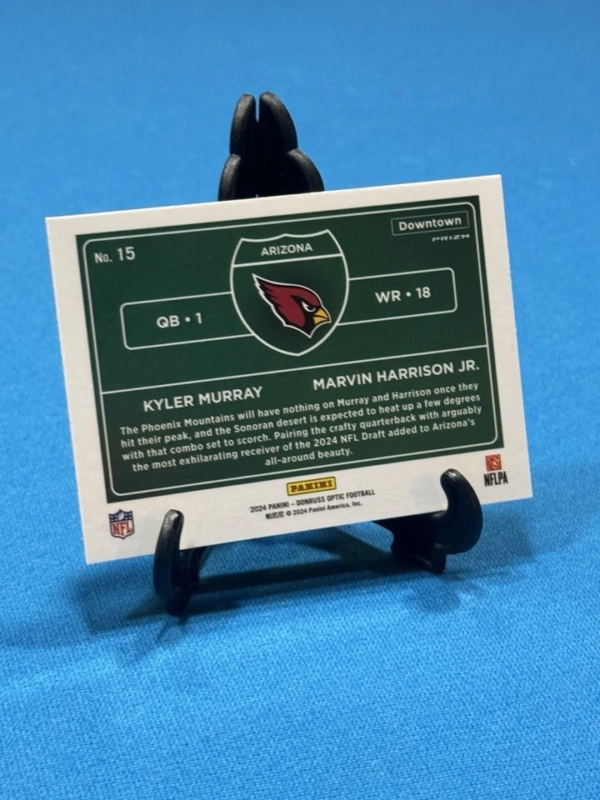 No. 15
Downtown
PRIZM
ARIZONA
QB • 1
WR • 18
KYLER MURRAY
MARVIN HARRISON JR.
The Phoenix Mountains will have nothing on Murray and Harrison once they
hit their peak, and the Sonoran desert is expected to heat up a few degrees
with that combo set to scorch. Pairing the crafty quarterback with arguably
the most exhilarating receiver of the 2024 NFL Draft added to Arizona's
all-around beauty.
PANINI
2024 PANINI – DONRUSS OPTIC FOOTBALL
© 2024 Panini America, Inc.
NFL
NFLPA